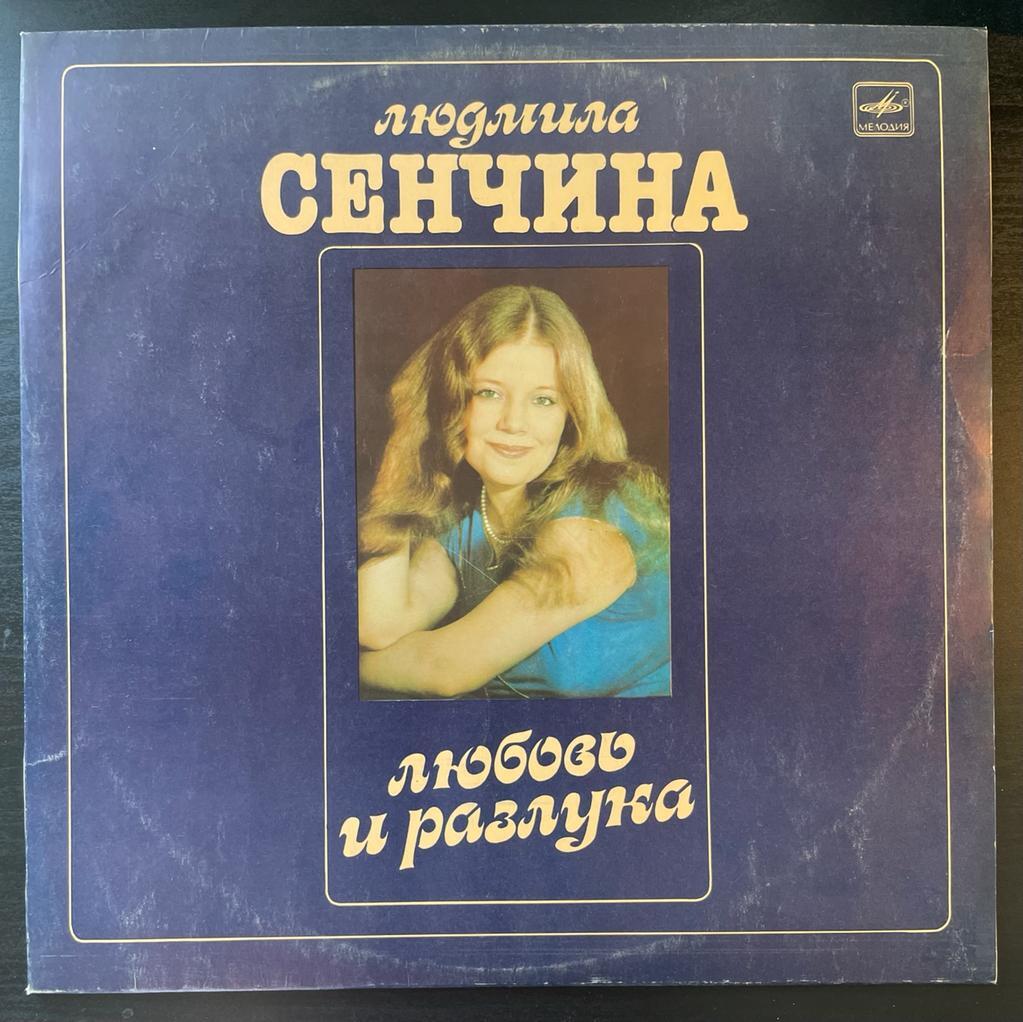 людмила
СЕНЧИНА
МЕЛОДИЯ
любовь
и разлука